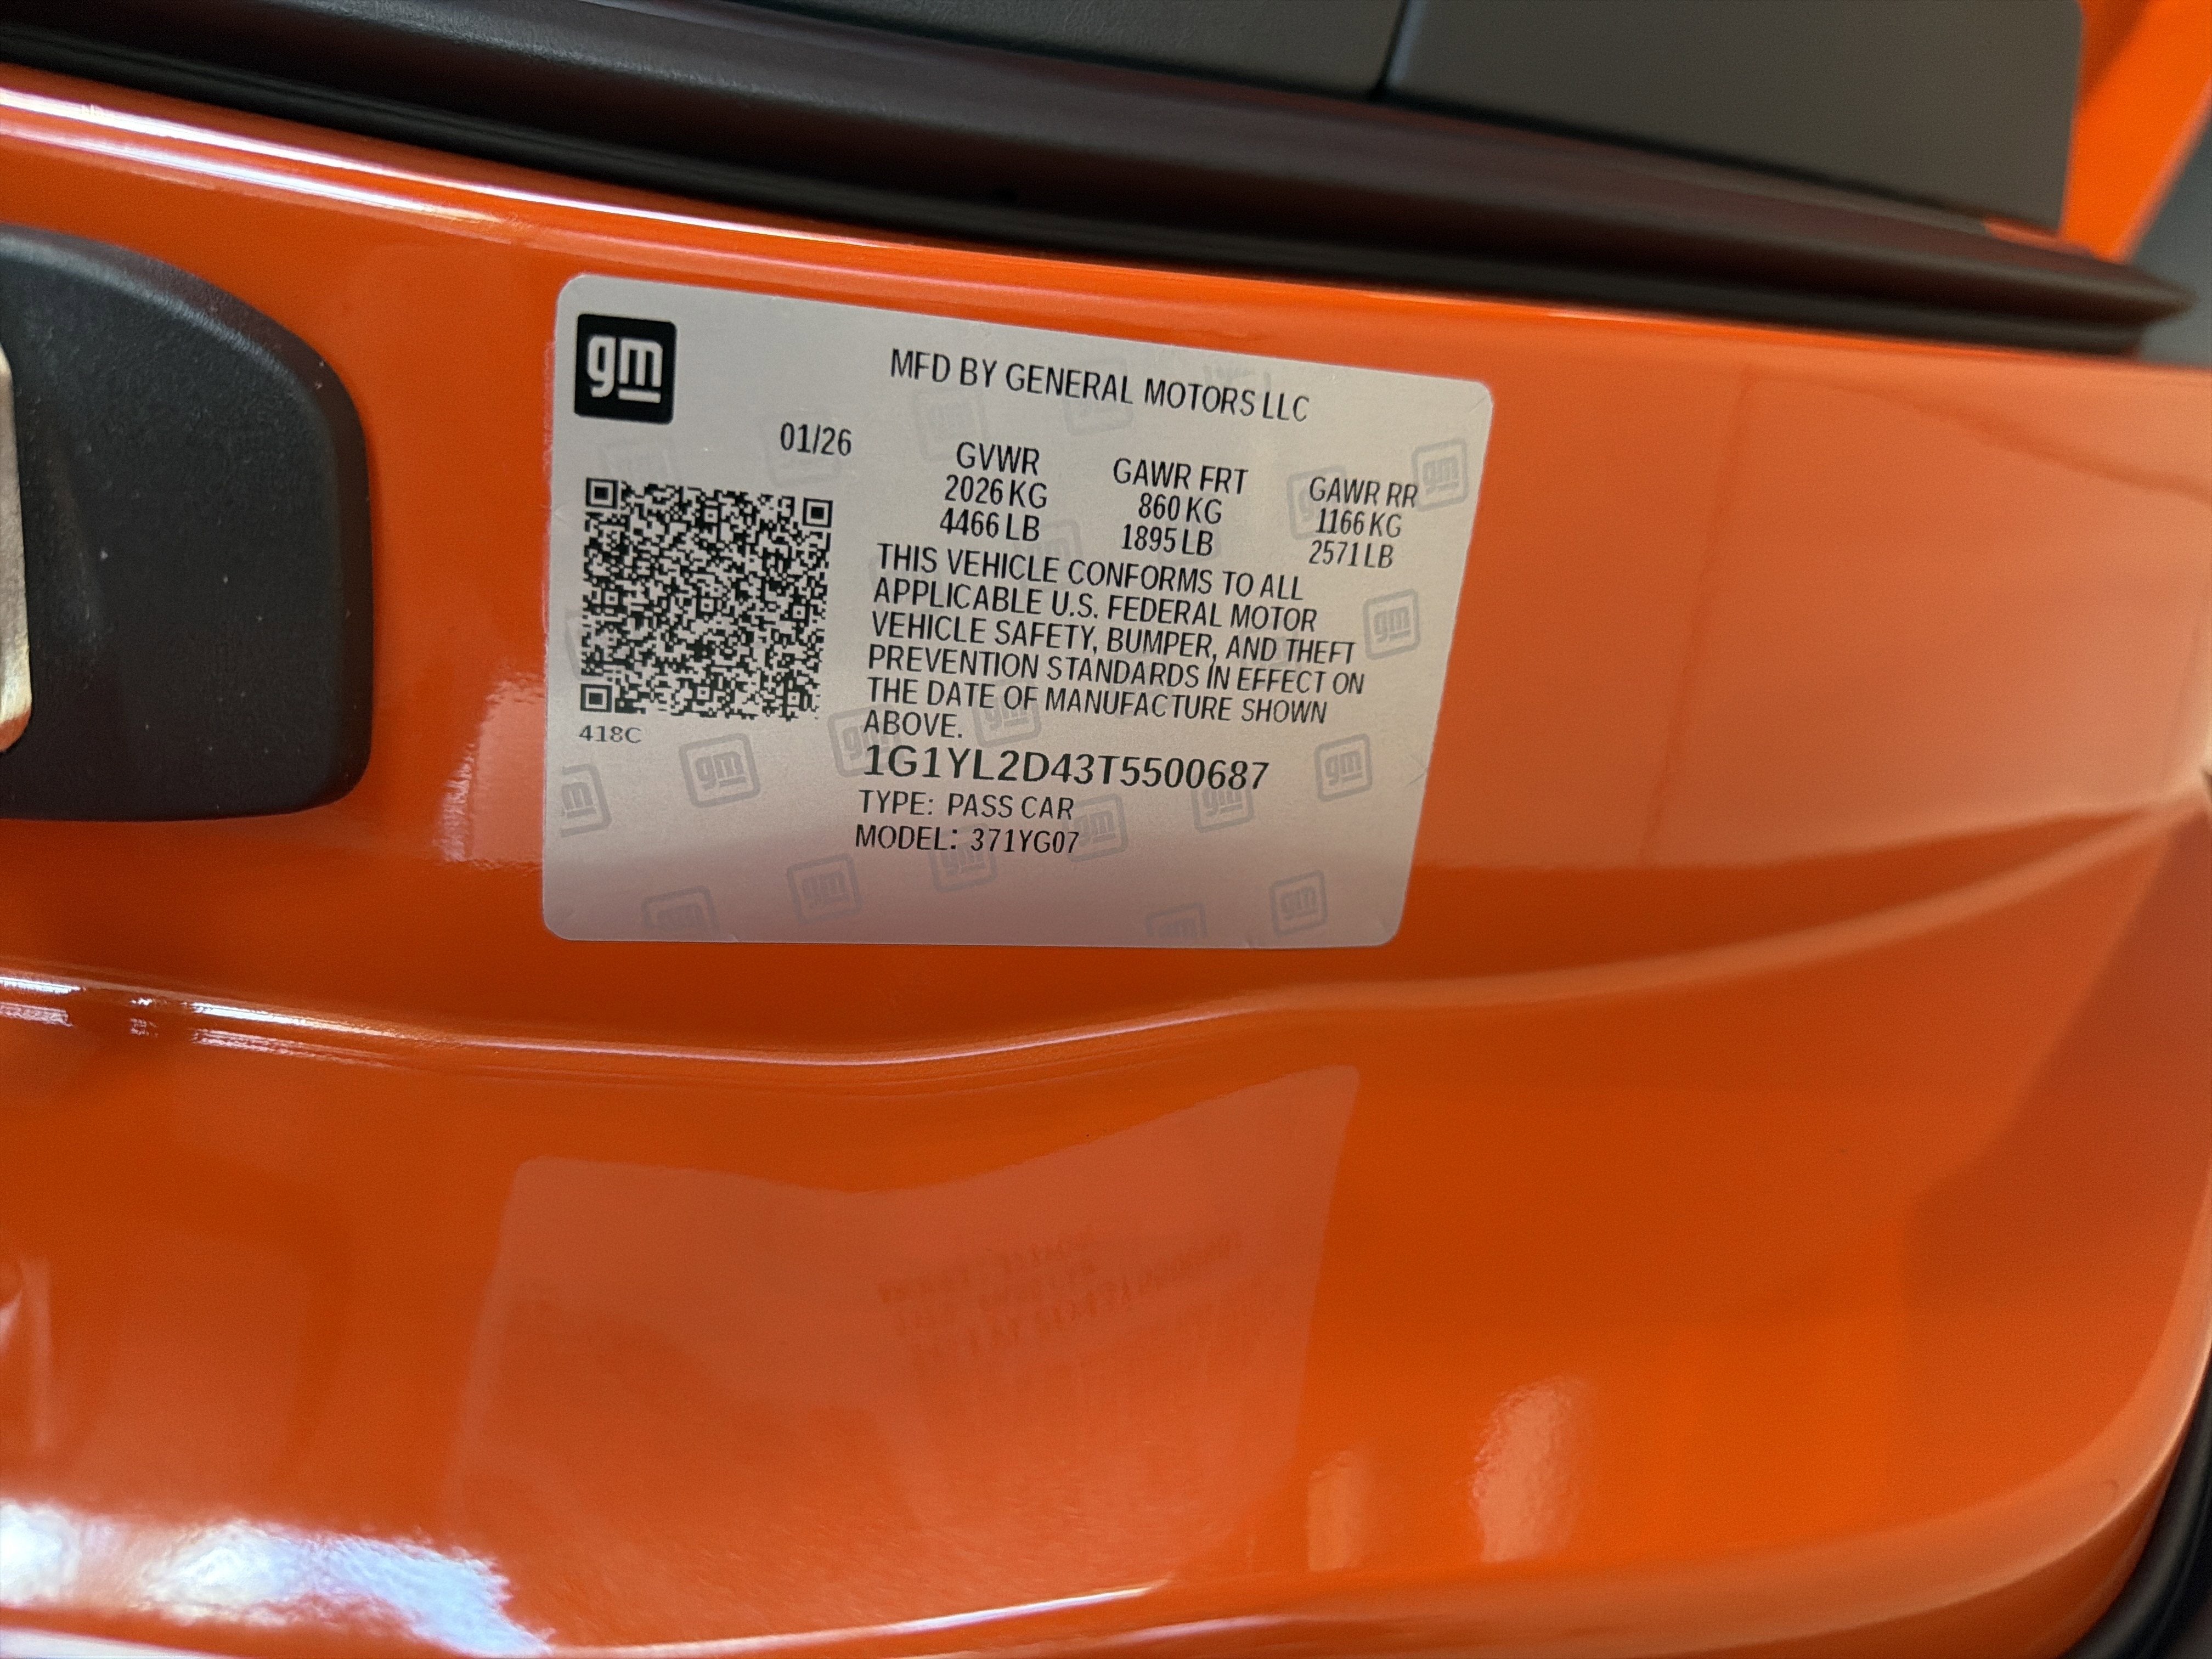 gm
MFD BY GENERAL MOTORS LLC
01/26
GVWR GAWR FRT GAWR RR
2026 KG 860 KG 1166 KG
4466 LB 1895 LB 2571 LB
THIS VEHICLE CONFORMS TO ALL
APPLICABLE U.S. FEDERAL MOTOR
VEHICLE SAFETY, BUMPER, AND THEFT
PREVENTION STANDARDS IN EFFECT ON
THE DATE OF MANUFACTURE SHOWN
ABOVE.
418C
1G1YL2D43T5500687
TYPE: PASS CAR
MODEL: 371YG07